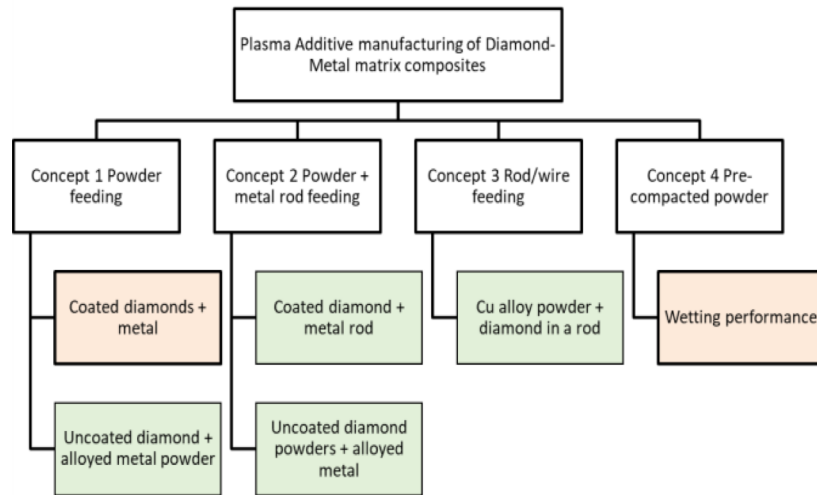 Plasma Additive manufacturing of Diamond-
Metal matrix composites
Concept 1 Powder
feeding
Concept 2 Powder +
metal rod feeding
Concept 3 Rod/wire
feeding
Concept 4 Pre-
compacted powder
Coated diamonds +
metal
Coated diamond +
metal rod
Cu alloy powder +
diamond in a rod
Wetting performance
Uncoated diamond +
alloyed metal powder
Uncoated diamond
powders + alloyed
metal